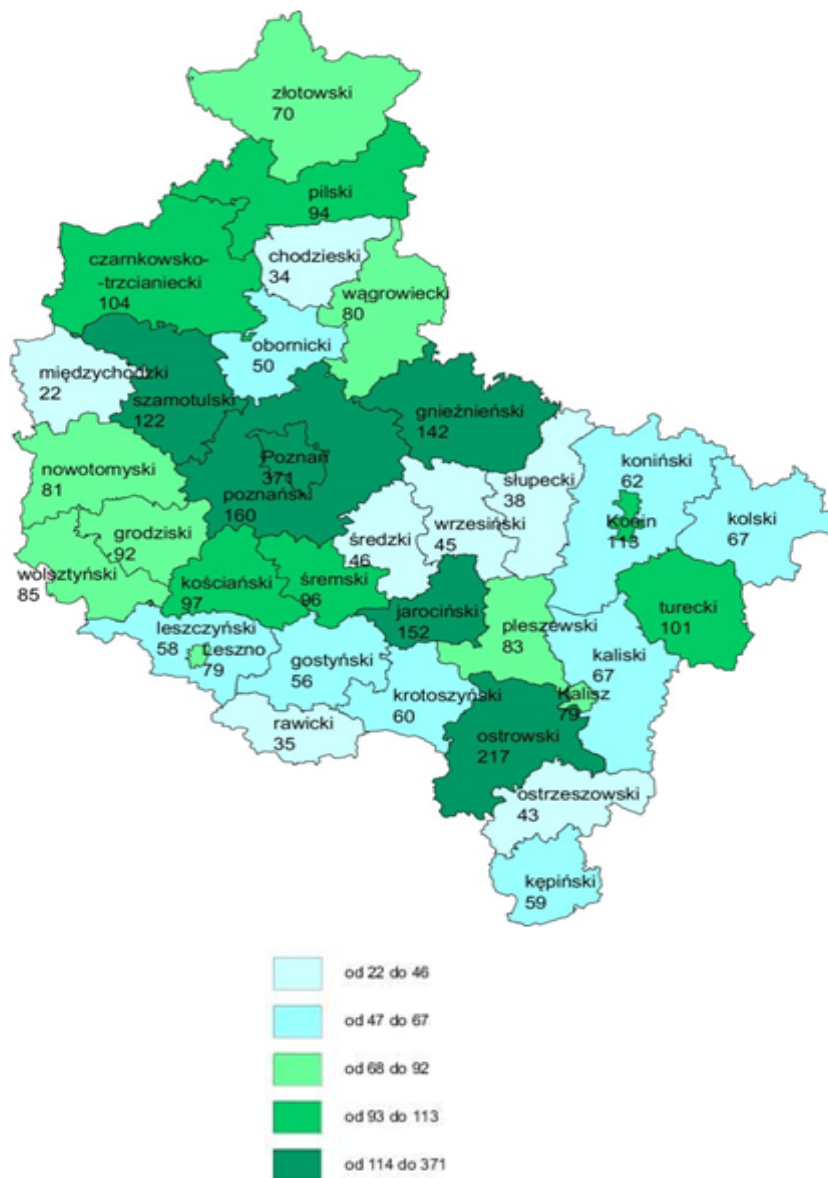 złotowski
70
pilski
94
chodzieski
34
czarnkowsko-
-trzcianiecki
104
wągrowiecki
80
obornicki
50
międzychodzki
22
szamotulski
122
gnieźnieński
142
Poznań
371
poznański
160
nowotomyski
81
słupecki
38
koniński
62
Konin
113
kolski
67
grodziski
92
średzki
46
wrzesiński
45
wolsztyński
85
kościański
97
śremski
96
jarociński
152
turecki
101
pleszewski
83
leszczyński
58
Leszno
79
gostyński
56
kaliski
67
krotoszyński
60
Kalisz
79
rawicki
35
ostrowski
217
ostrzeszowski
43
kępiński
59
od 22 do 46
od 47 do 67
od 68 do 92
od 93 do 113
od 114 do 371